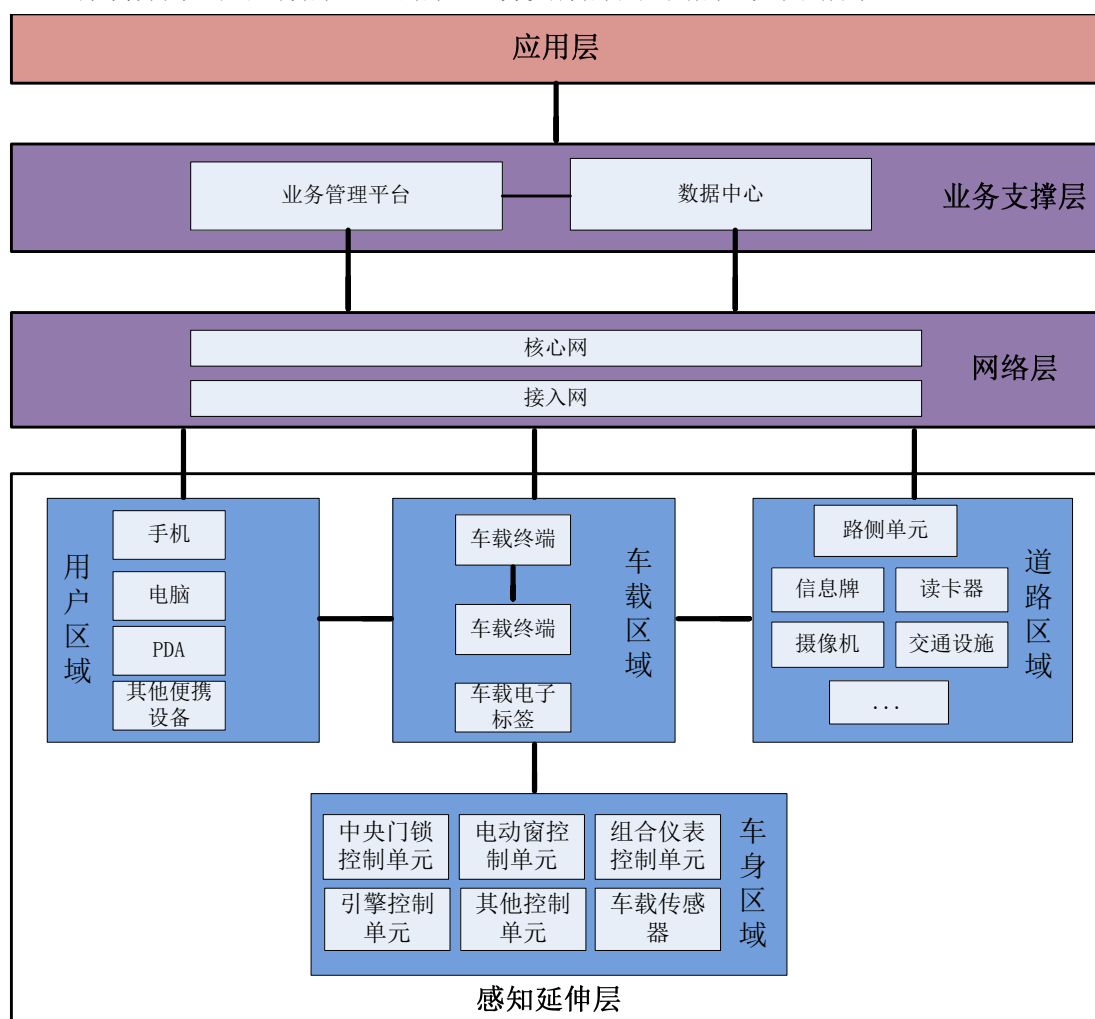 应用层
业务管理平台
数据中心
业务支撑层
核心网
网络层
接入网
用户区域
手机
电脑
PDA
其他便携
设备
车载终端
车载终端
车载电子
标签
车载区域
路侧单元
信息牌
读卡器
摄像机
交通设施
...
道路区域
中央门锁
控制单元
电动窗控
制单元
组合仪表
控制单元
引擎控制
单元
其他控制
单元
车载传感
器
车身区域
感知延伸层